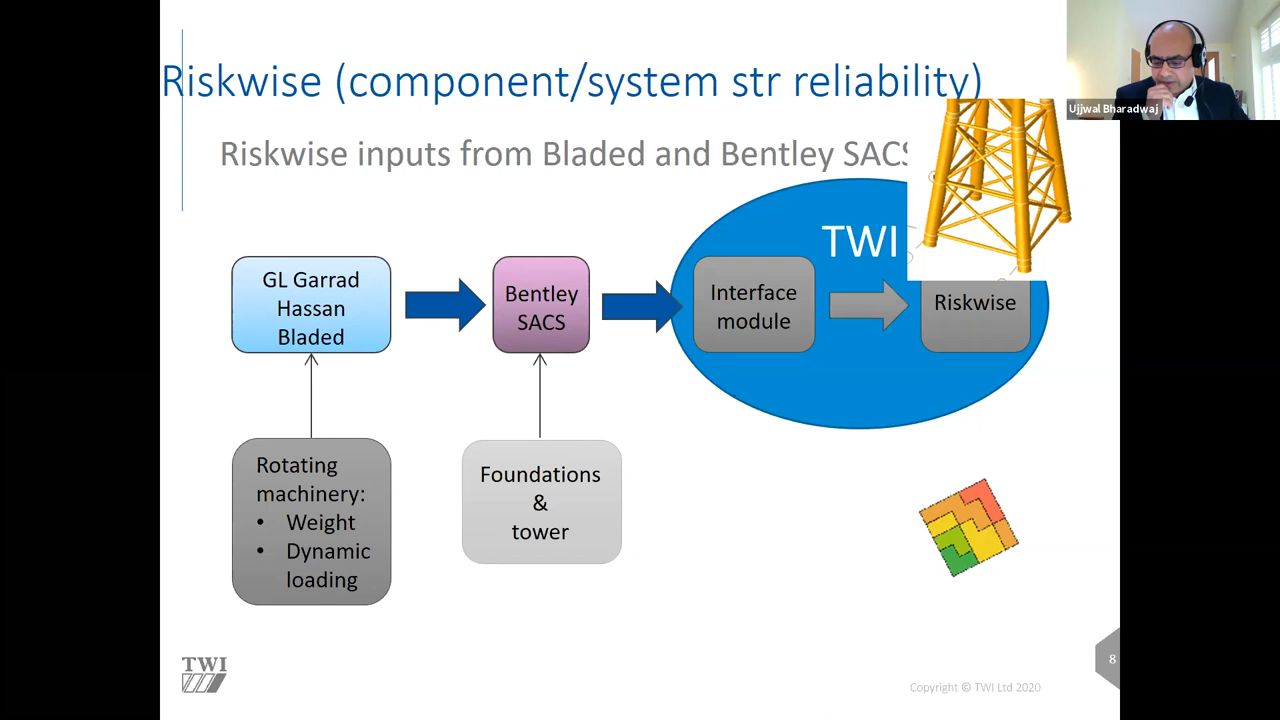 Riskwise (component/system str reliability)
Ujjwal Bharadwaj
Riskwise inputs from Bladed and Bentley SACS
TWI
GL Garrad
Hassan
Bladed
Bentley
SACS
Interface
module
Riskwise
Rotating
machinery:
• Weight
• Dynamic
loading
Foundations
&
tower
TWI
8
Copyright © TWI Ltd 2020